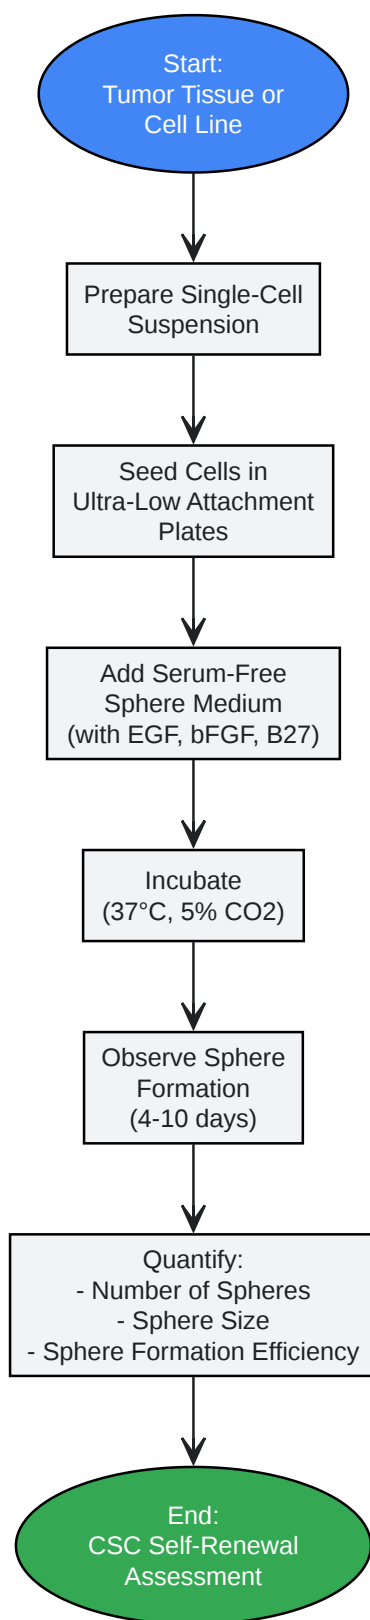 Start:
Tumor Tissue or
Cell Line
Prepare Single-Cell
Suspension
Seed Cells in
Ultra-Low Attachment
Plates
Add Serum-Free
Sphere Medium
(with EGF, bFGF, B27)
Incubate
(37°C, 5% CO2)
Observe Sphere
Formation
(4-10 days)
Quantify:
- Number of Spheres
- Sphere Size
- Sphere Formation Efficiency
End:
CSC Self-Renewal
Assessment